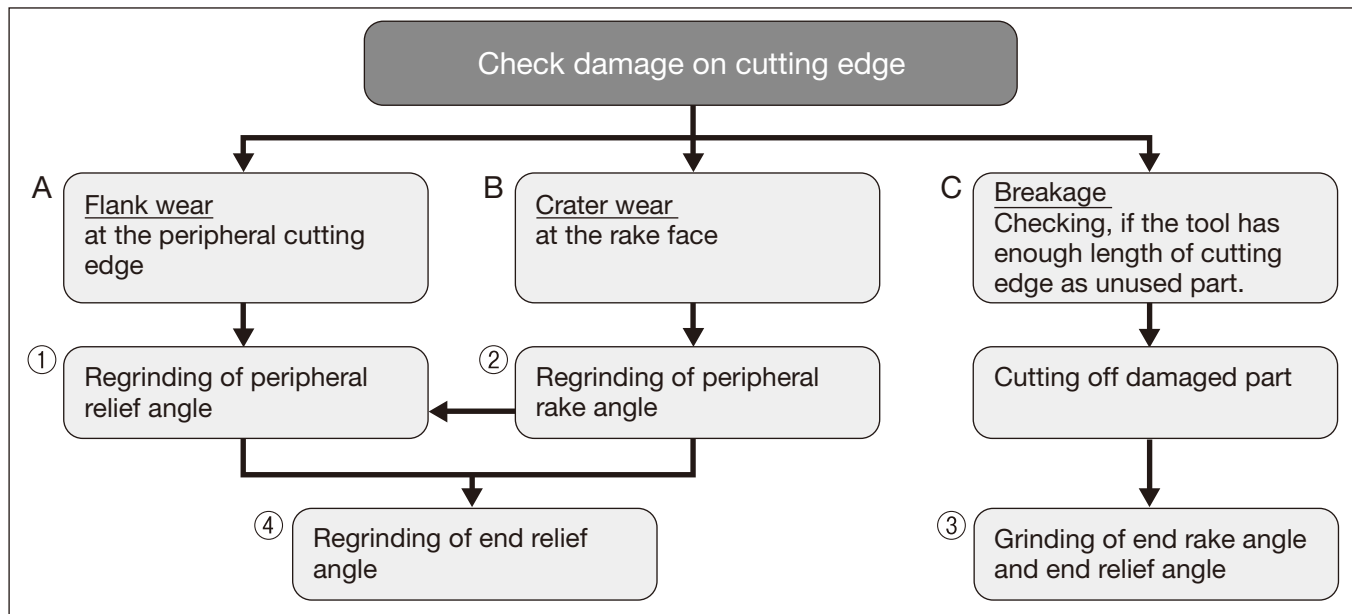 Check damage on cutting edge
A
Flank wear
at the peripheral cutting
edge
B
Crater wear
at the rake face
C
Breakage
Checking, if the tool has
enough length of cutting
edge as unused part.
①
Regrinding of peripheral
relief angle
②
Regrinding of peripheral
rake angle
Cutting off damaged part
④
Regrinding of end relief
angle
③
Grinding of end rake angle
and end relief angle